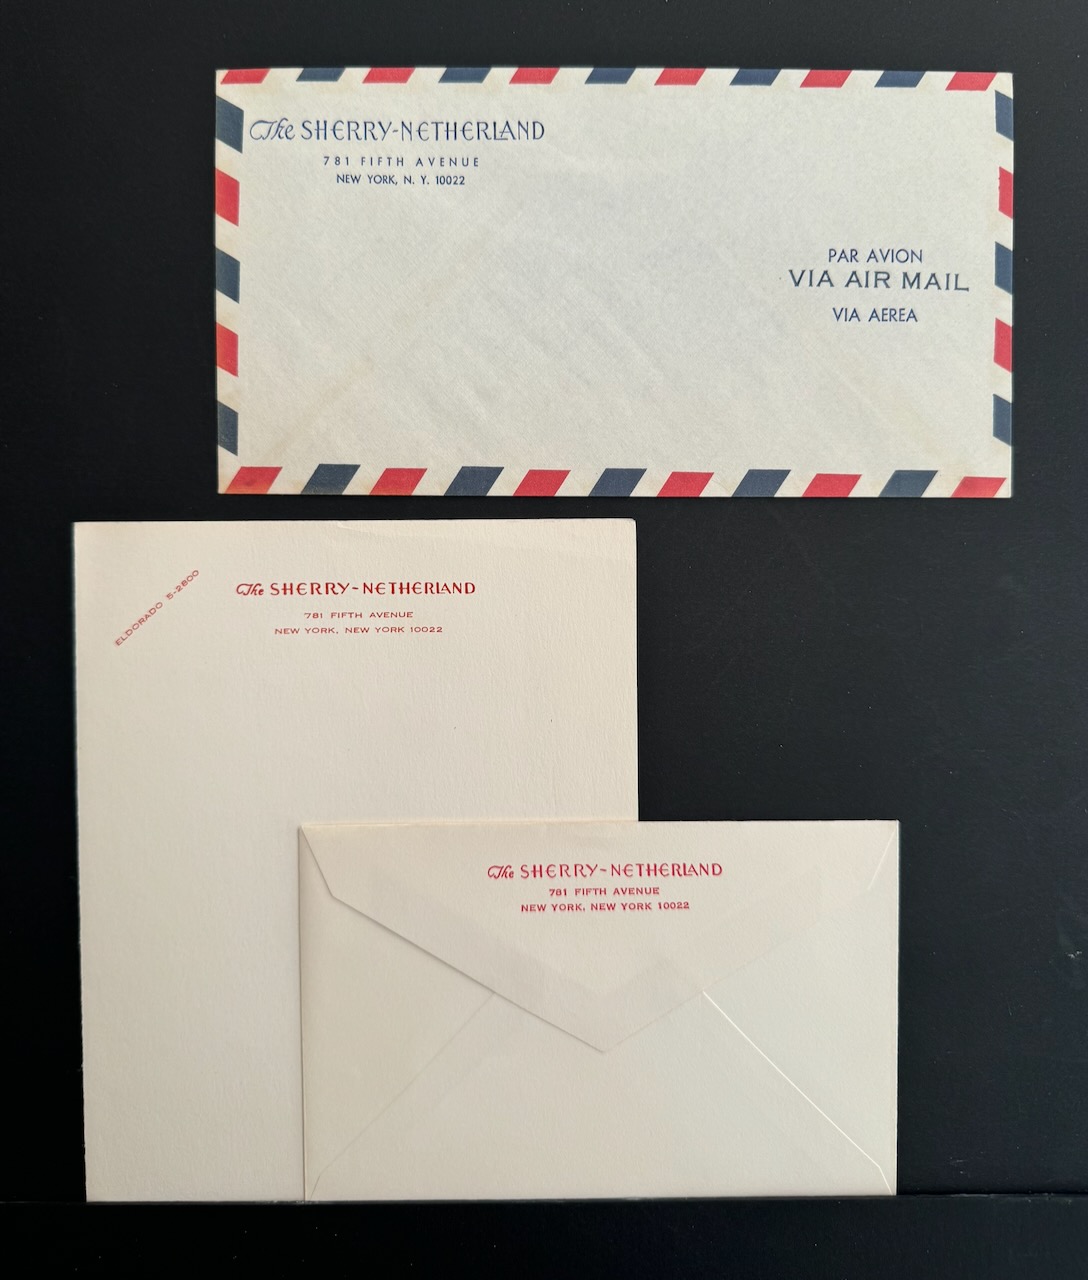 The SHERRY-NETHERLAND
781 FIFTH AVENUE
NEW YORK, N. Y. 10022
PAR AVION
VIA AIR MAIL
VIA AEREA
ELDORADO 5-2800
The SHERRY-NETHERLAND
781 FIFTH AVENUE
NEW YORK, NEW YORK 10022
The SHERRY-NETHERLAND
781 FIFTH AVENUE
NEW YORK, NEW YORK 10022